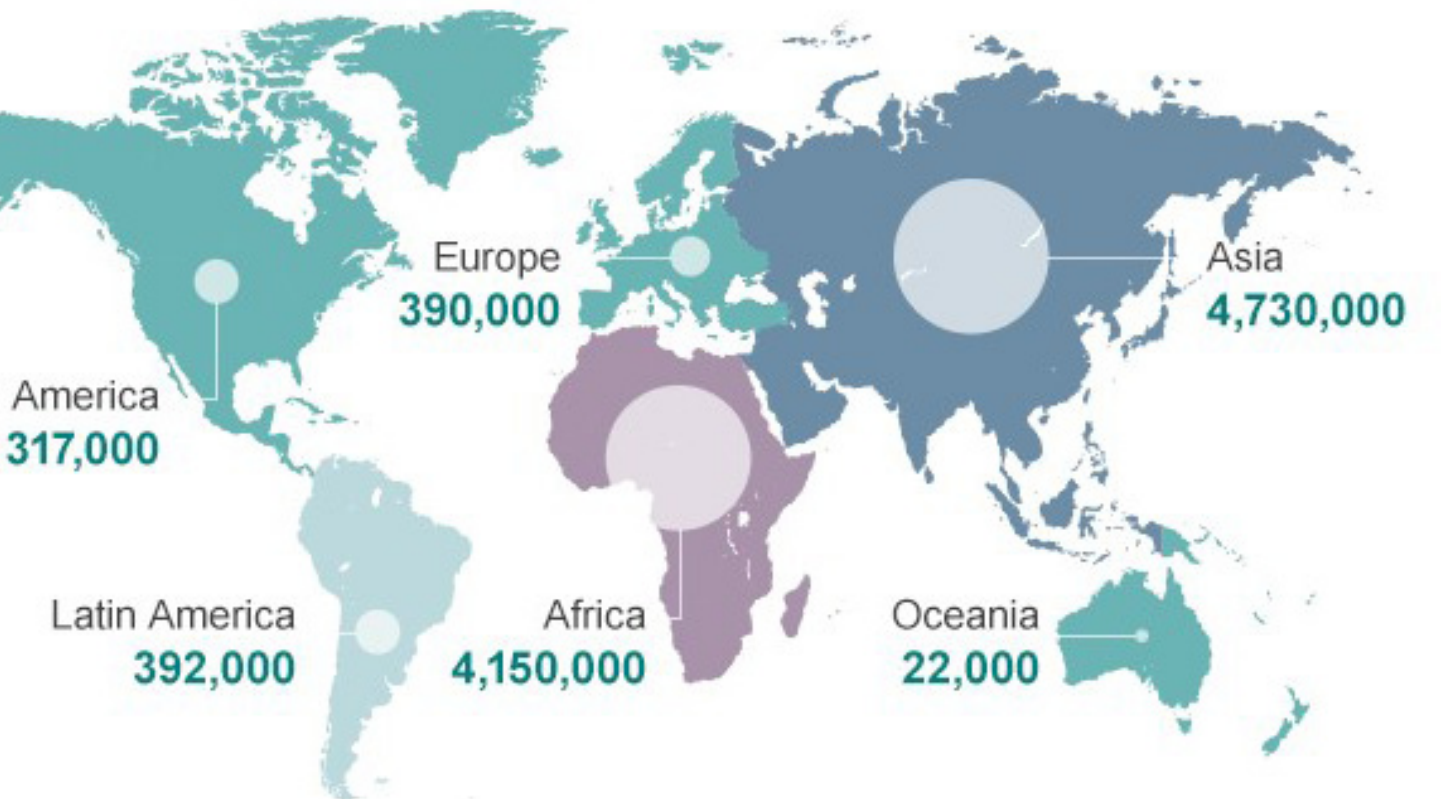 Europe
390,000
Asia
4,730,000
America
317,000
Latin America
392,000
Africa
4,150,000
Oceania
22,000